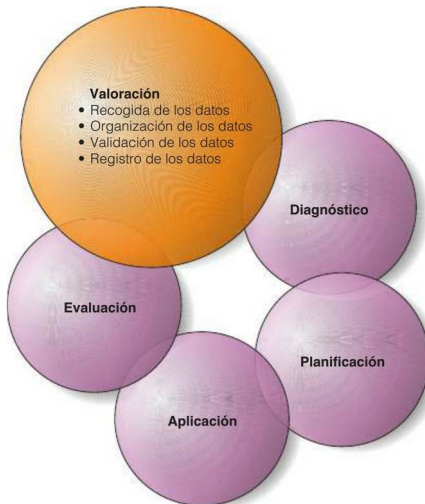 Valoración
• Recogida de los datos
• Organización de los datos
• Validación de los datos
• Registro de los datos
Diagnóstico
Planificación
Aplicación
Evaluación